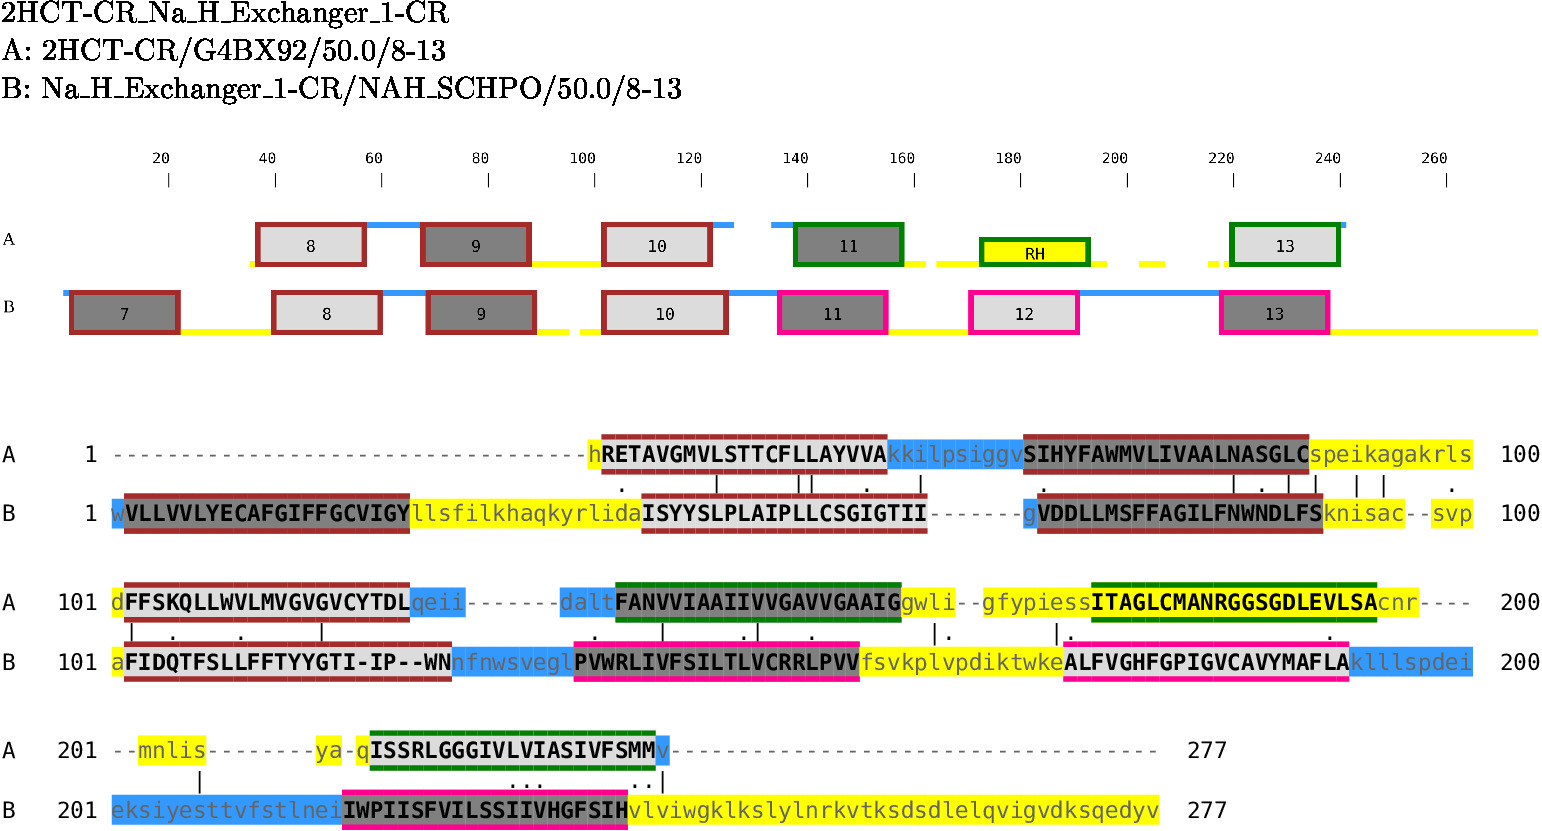 2HCT-CR_Na_H_Exchanger_1-CR
A: 2HCT-CR/G4BX92/50.0/8-13
B: Na_H_Exchanger_1-CR/NAH_SCHPO/50.0/8-13
20 40 60 80 100 120 140 160 180 200 220 240 260
A 8 9 10 11 RH 13
B 7 8 9 10 11 12 13
A 1 -----------------------------------hRETAVGMVLSTTCFLLAYVVAkkilpsiggvSIHYFAWMVLIVAALNASGLCspeikagakrls 100
B 1 wVLLVVLYECAFGIFFGCVIGYllsfilkhaqkyrlidaISYYSLPLAIPLLCSGIGTII-------gVDDLLMSFFAGILFNWNDLFSknisac--svp 100
A 101 dFFSKQLLWVLMVGVGVCYTDLqeii-------daltFANVVIAAIIVVGAVVGAAIGgwli--gfypiessITAGLCMANRGGSGDLEVLSAcnr---- 200
B 101 aFIDQTFSLLFFTYYGTI-IP--WNnfnwsveglPVWRLIVFSILTLVCRRLPVVfsvkplvpdiktwkeALFVGHFGPIGVCAVYMAFLAklllspdei 200
A 201 --mnlis--------ya-qISSRLGGGIVLVIASIVFSMMv------------------------------------ 277
B 201 eksiyesttvfstlneiIWPIISFVILSSIIVHGFSIHvlviwgklkslylnrkvtksdsdlelqvigvdksqedyv 277